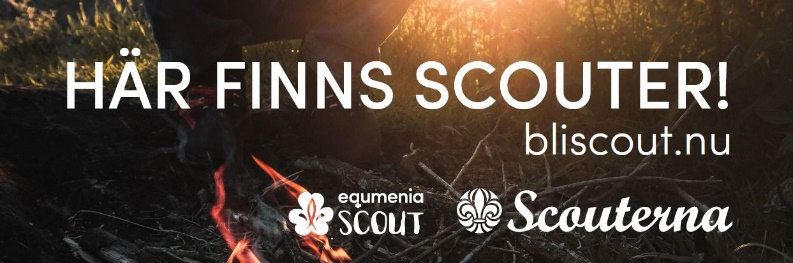 HÄR FINNS SCOUTER!
bliscout.nu
equmenia
SCOUT
Scouterna